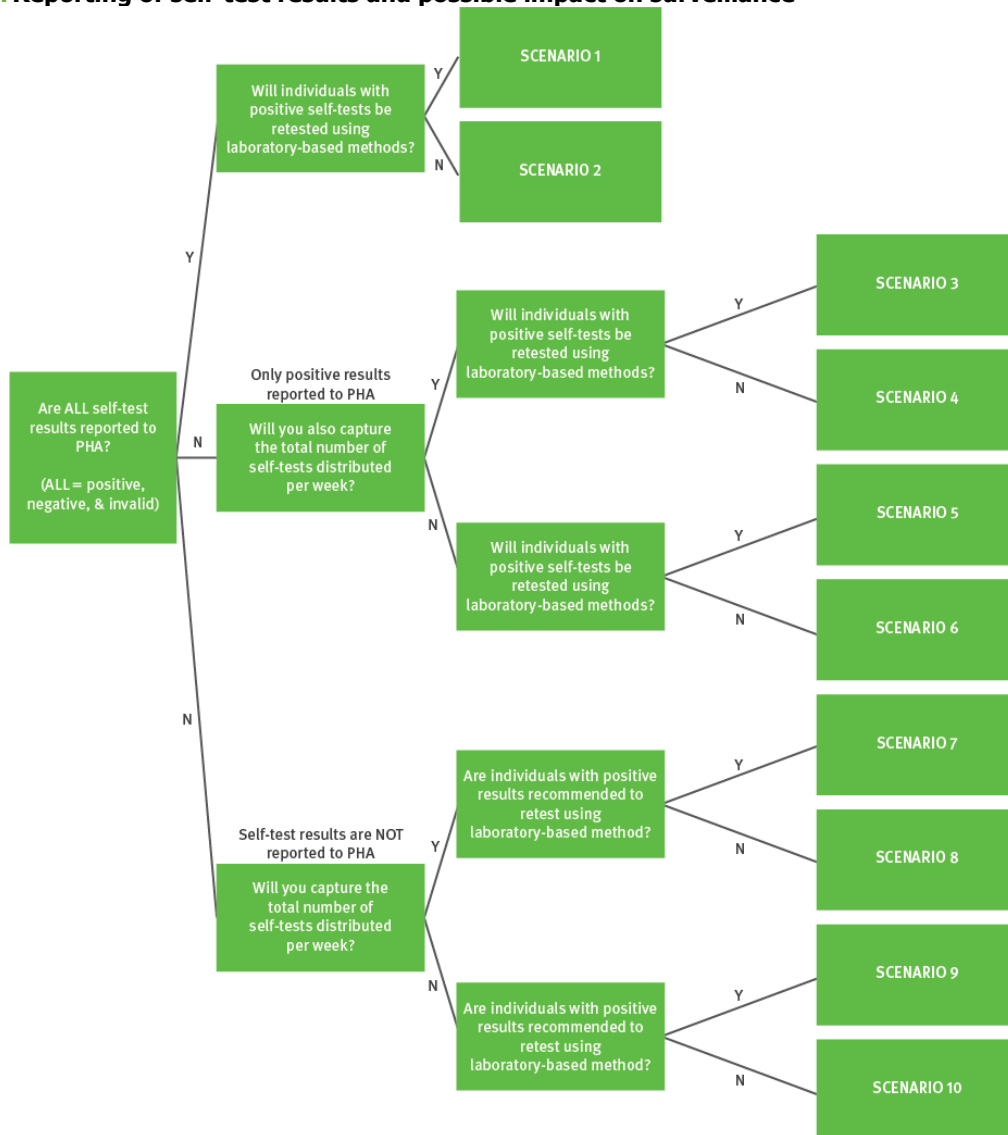 Reporting of self-test results and possible impact on surveillance
SCENARIO 1
Y
Will individuals with
positive self-tests be
retested using
laboratory-based methods?
N
SCENARIO 2
Y
SCENARIO 3
Y
Will individuals with
positive self-tests be
retested using
laboratory-based methods?
N
SCENARIO 4
Only positive results
reported to PHA
Y
Are ALL self-test
results reported to
PHA?
(ALL = positive,
negative, & invalid)
N
Will you also capture
the total number of
self-tests distributed
per week?
N
Will individuals with
positive self-tests be
retested using
laboratory-based methods?
Y
SCENARIO 5
N
SCENARIO 6
N
Self-test results are NOT
reported to PHA
Will you capture the
total number of
self-tests distributed
per week?
Y
Are individuals with positive
results recommended to
retest using
laboratory-based method?
Y
SCENARIO 7
N
SCENARIO 8
N
Are individuals with positive
results recommended to
retest using
laboratory-based method?
Y
SCENARIO 9
N
SCENARIO 10